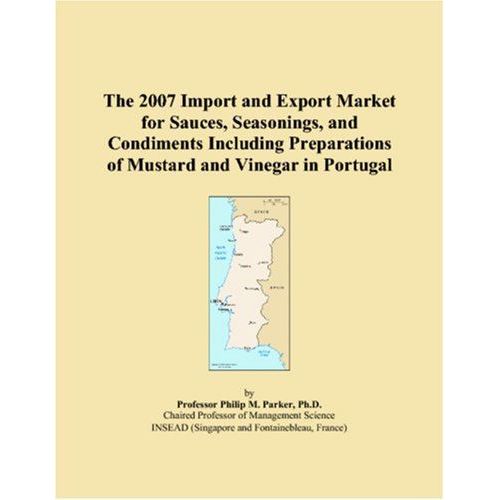 The 2007 Import and Export Market
for Sauces, Seasonings, and
Condiments Including Preparations
of Mustard and Vinegar in Portugal
by
Professor Philip M. Parker, Ph.D.
Chaired Professor of Management Science
INSEAD (Singapore and Fontainebleau, France)